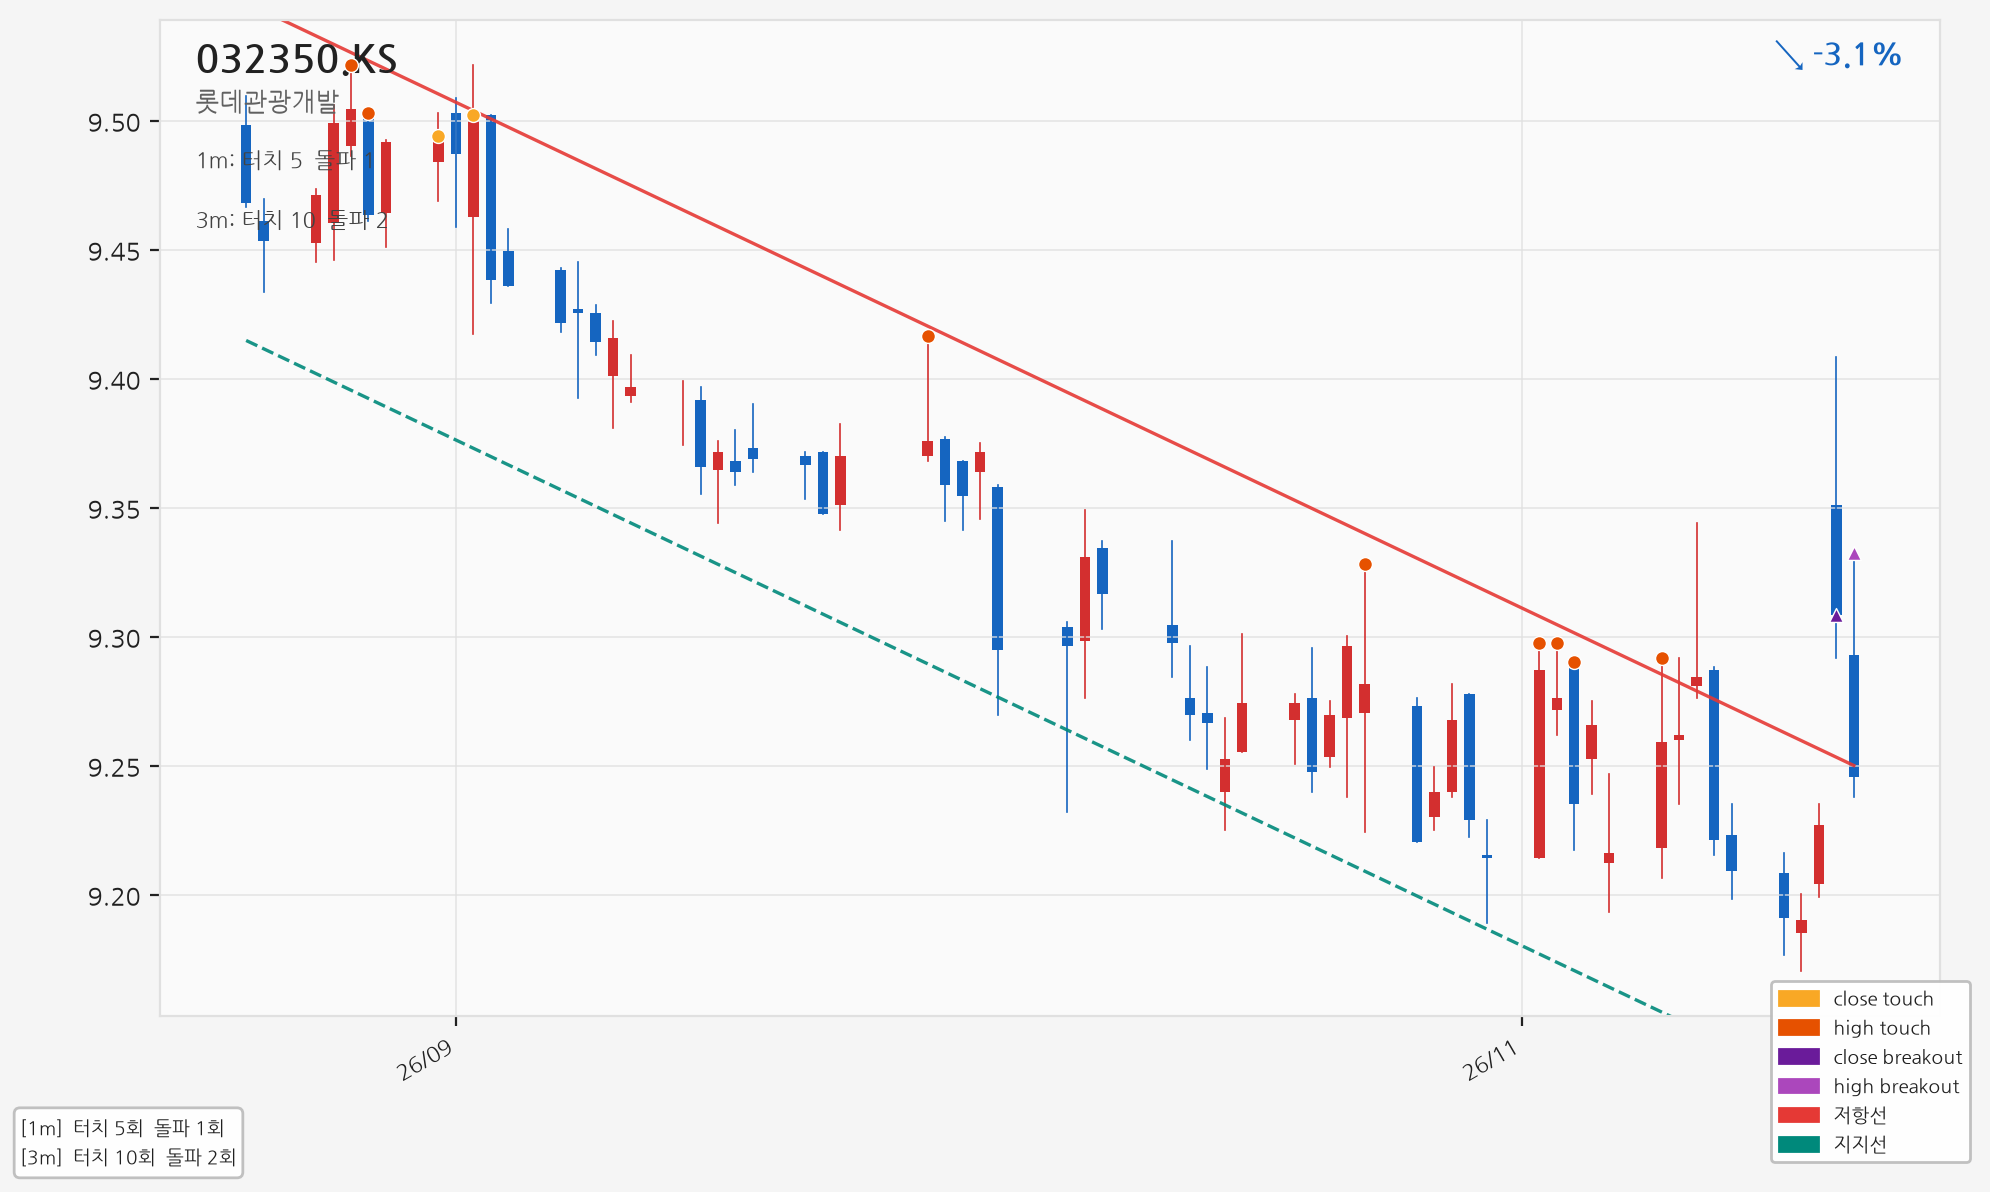 032350.KS
롯데관광개발
1m: 터치 5 돌파 1
3m: 터치 10 돌파 2
-3.1%
9.50
9.45
9.40
9.35
9.30
9.25
9.20
26/09
26/11
close touch
high touch
close breakout
high breakout
저항선
지지선
[1m] 터치 5회 돌파 1회
[3m] 터치 10회 돌파 2회